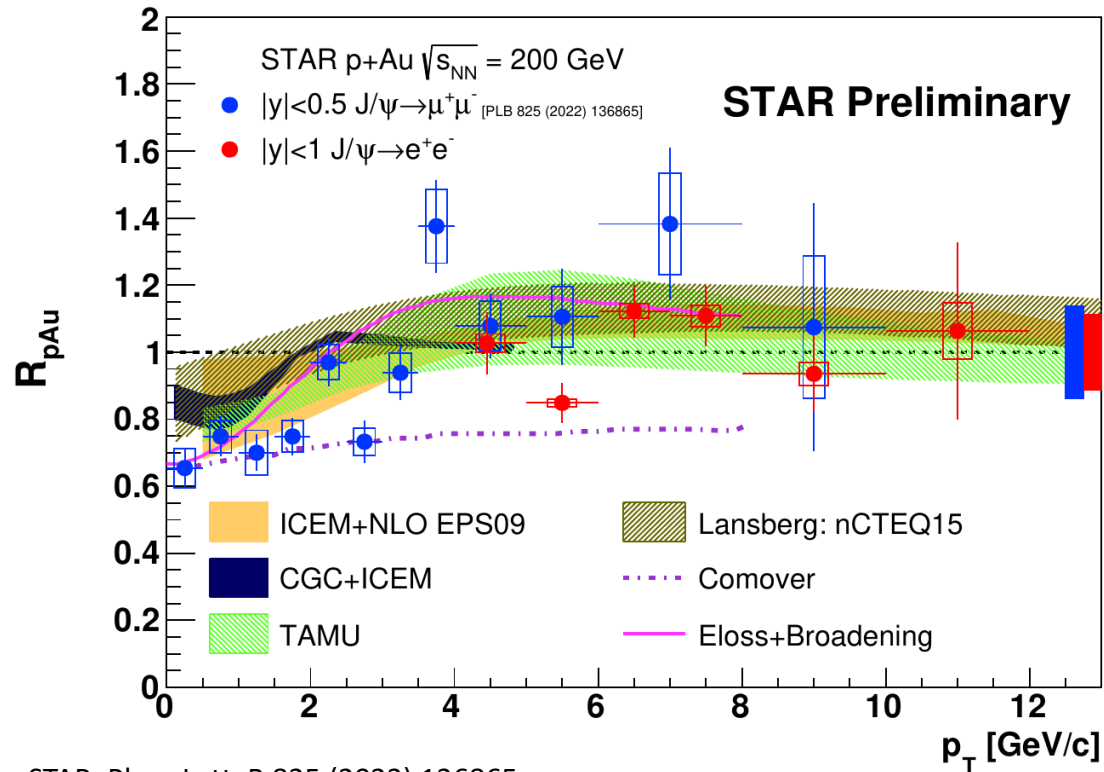 2
1.8
1.6
1.4
1.2
1
0.8
0.6
0.4
0.2
0
R_pAu
STAR p+Au √s_NN = 200 GeV
|y|<0.5 J/ψ→μ⁺μ⁻ [PLB 825 (2022) 136865]
|y|<1 J/ψ→e⁺e⁻
STAR Preliminary
ICEM+NLO EPS09
CGC+ICEM
TAMU
Lansberg: nCTEQ15
Comover
Eloss+Broadening
0 2 4 6 8 10 12
p_T [GeV/c]